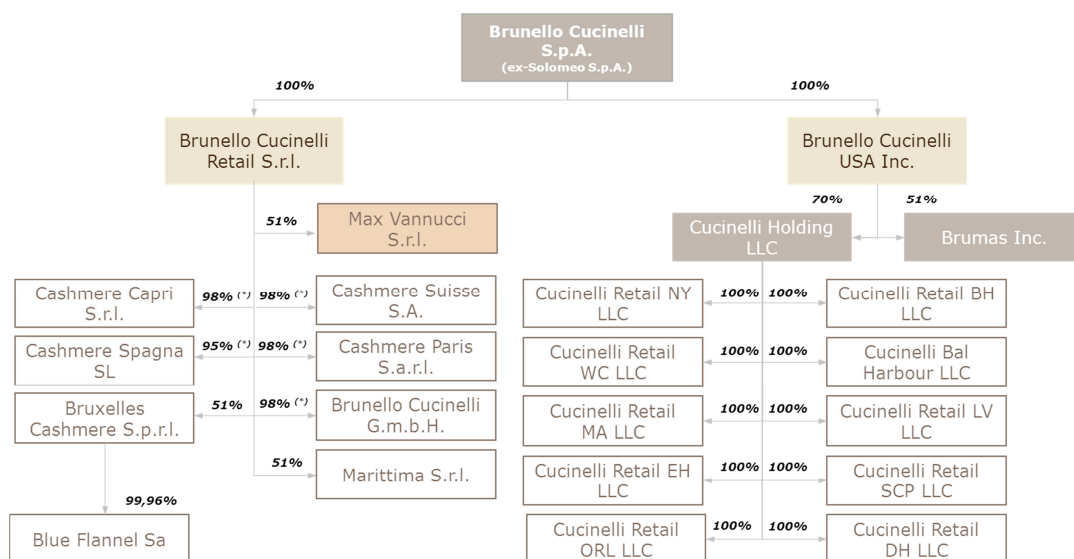 Brunello Cucinelli
S.p.A.
(ex-Solomeo S.p.A.)
100%
100%
Brunello Cucinelli
Retail S.r.l.
Brunello Cucinelli
USA Inc.
70%
51%
51%
Max Vannucci
S.r.l.
Cucinelli Holding
LLC
Brumas Inc.
Cashmere Capri
S.r.l.
98% (*)
98% (*)
Cashmere Suisse
S.A.
Cucinelli Retail NY
LLC
100%
100%
Cucinelli Retail BH
LLC
Cashmere Spagna
SL
95% (*)
98% (*)
Cashmere Paris
S.a.r.l.
Cucinelli Retail
WC LLC
100%
100%
Cucinelli Bal
Harbour LLC
Bruxelles
Cashmere S.p.r.l.
51%
98% (*)
Brunello Cucinelli
G.m.b.H.
Cucinelli Retail
MA LLC
100%
100%
Cucinelli Retail LV
LLC
51%
Marittima S.r.l.
Cucinelli Retail EH
LLC
100%
100%
Cucinelli Retail
SCP LLC
99,96%
Blue Flannel Sa
Cucinelli Retail
ORL LLC
100%
100%
Cucinelli Retail
DH LLC